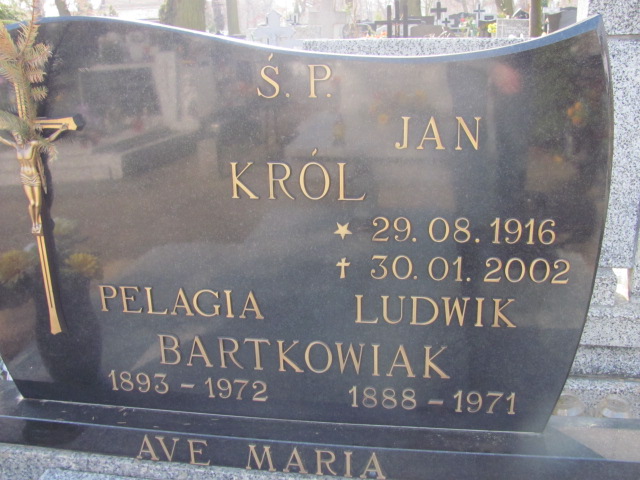 Ś. P.
JAN
KRÓL
★ 29. 08. 1916
† 30. 01. 2002
PELAGIA LUDWIK
BARTKOWIAK
1893 - 1972 1888 - 1971
AVE MARIA